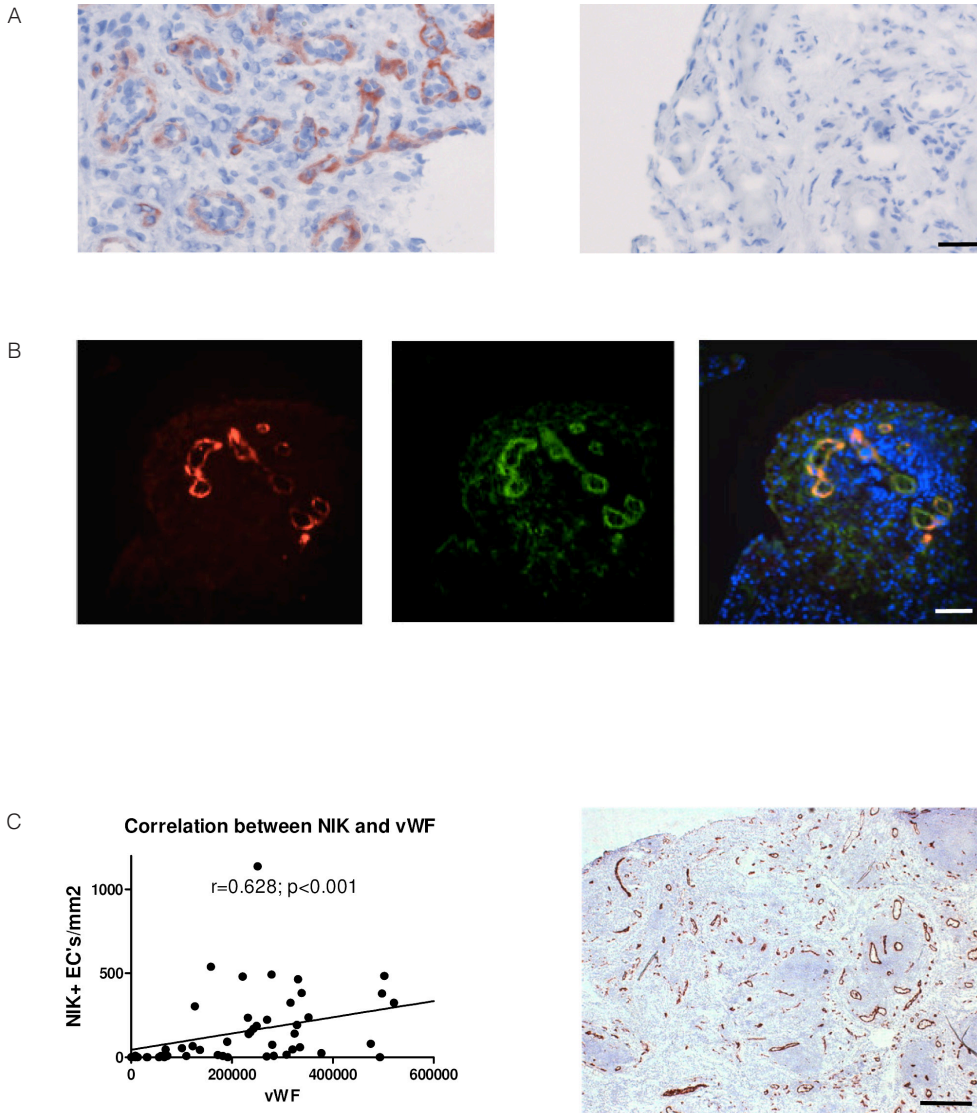 A
B
C
Correlation between NIK and vWF
r=0.628; p<0.001
NIK+ EC's/mm2
1000
500
0
0
200000
400000
600000
vWF